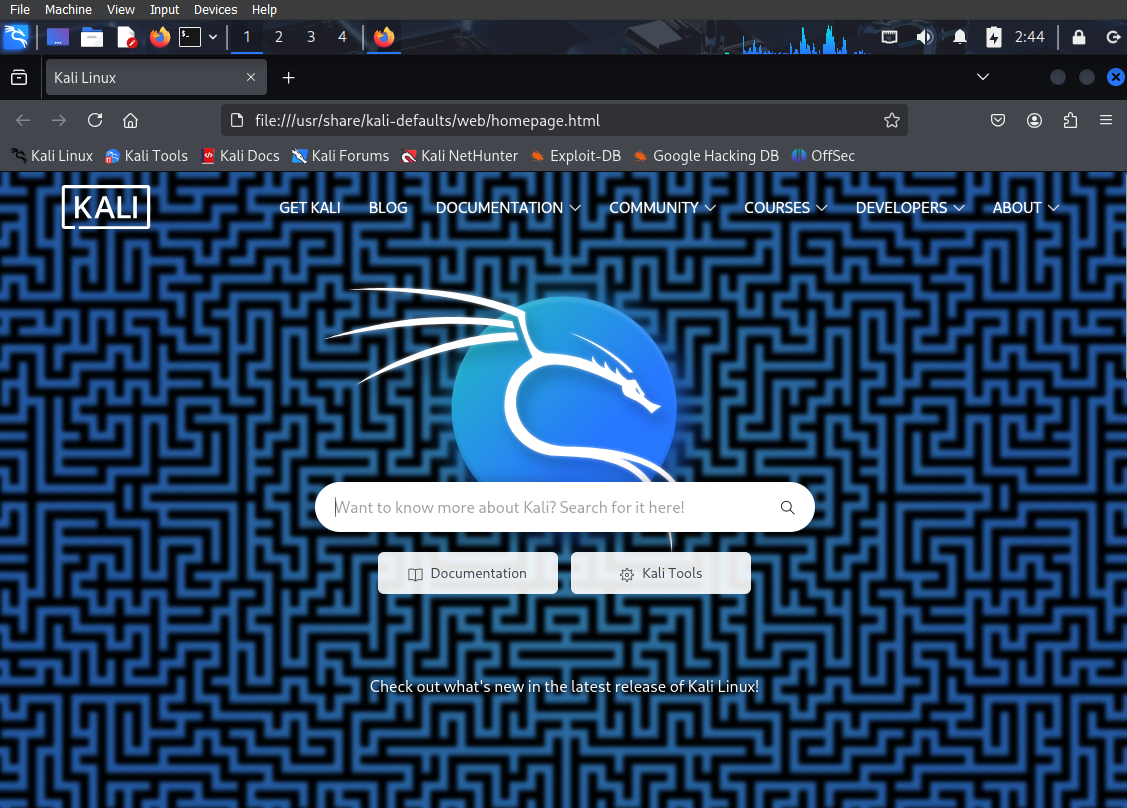 File Machine View Input Devices Help
1 2 3 4 2:44
Kali Linux
file:///usr/share/kali-defaults/web/homepage.html
Kali Linux Kali Tools Kali Docs Kali Forums Kali NetHunter Exploit-DB Google Hacking DB OffSec
KALI GET KALI BLOG DOCUMENTATION COMMUNITY COURSES DEVELOPERS ABOUT
Want to know more about Kali? Search for it here!
Documentation Kali Tools
Check out what's new in the latest release of Kali Linux!